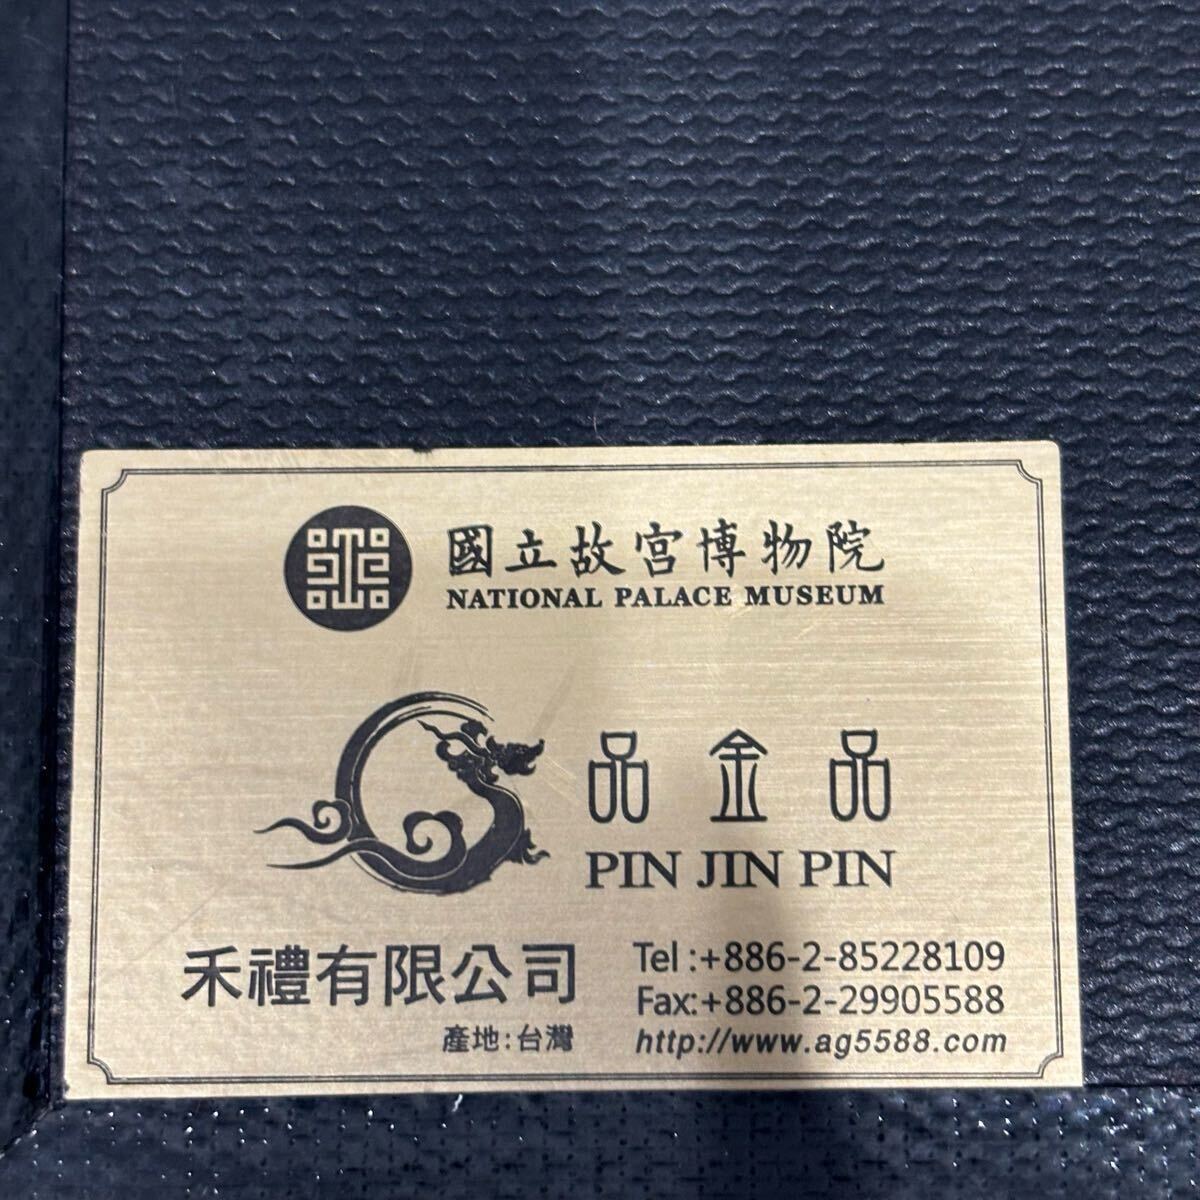 國立故宮博物院
NATIONAL PALACE MUSEUM
品金品
PIN JIN PIN
禾禮有限公司
產地:台灣
Tel :+886-2-85228109
Fax:+886-2-29905588
http://www.ag5588.com